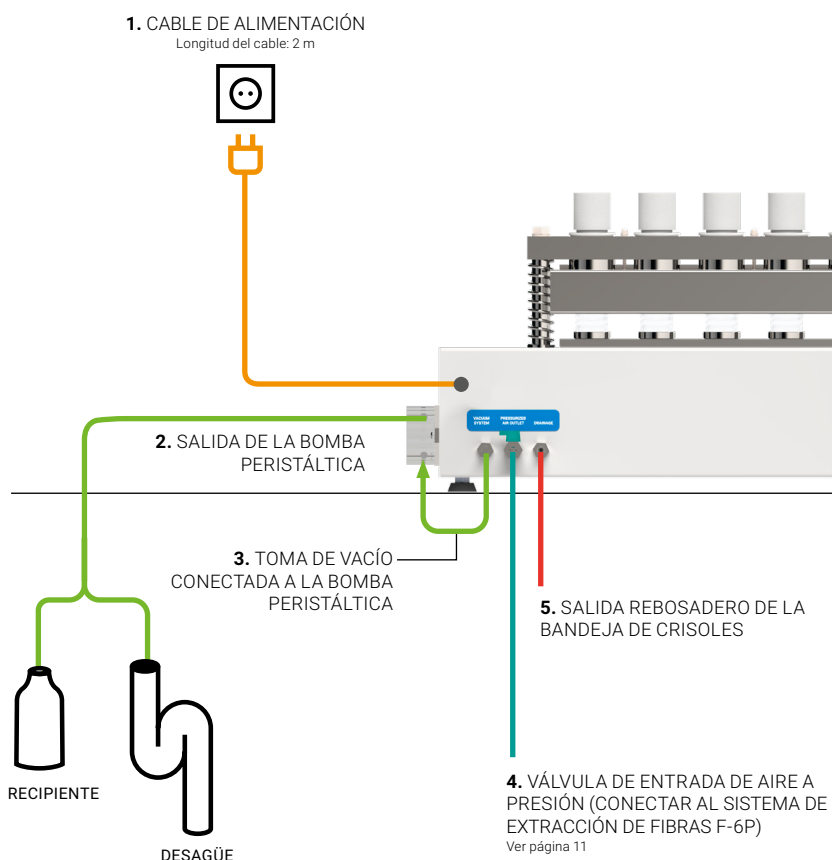 1. CABLE DE ALIMENTACIÓN
Longitud del cable: 2 m
VACUUM
SYSTEM
PRESSURIZED
AIR OUTLET
DRAINAGE
2. SALIDA DE LA BOMBA
PERISTÁLTICA
3. TOMA DE VACÍO
CONECTADA A LA BOMBA
PERISTÁLTICA
5. SALIDA REBOSADERO DE LA
BANDEJA DE CRISOLES
RECIPIENTE
DESAGÜE
4. VÁLVULA DE ENTRADA DE AIRE A
PRESIÓN (CONECTAR AL SISTEMA DE
EXTRACCIÓN DE FIBRAS F-6P)
Ver página 11